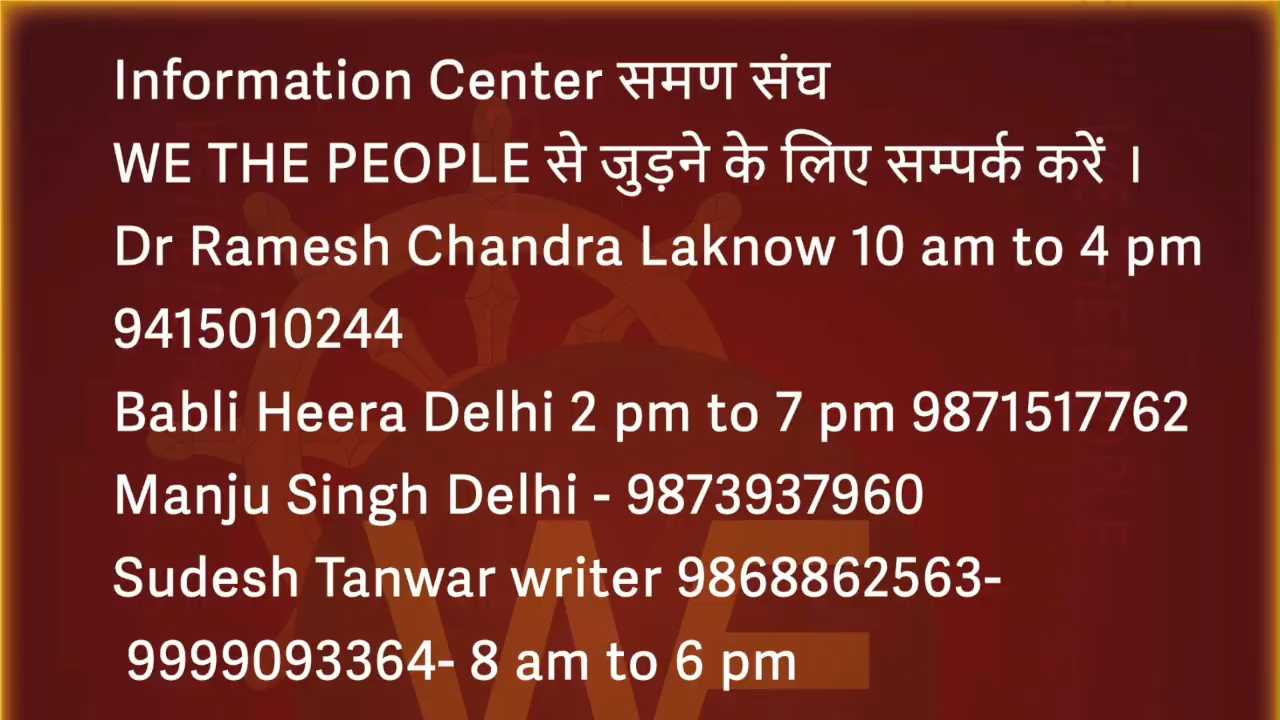 Information Center समण संघ
WE THE PEOPLE से जुड़ने के लिए सम्पर्क करें ।
Dr Ramesh Chandra Laknow 10 am to 4 pm
9415010244
Babli Heera Delhi 2 pm to 7 pm 9871517762
Manju Singh Delhi - 9873937960
Sudesh Tanwar writer 9868862563-
9999093364- 8 am to 6 pm
WE